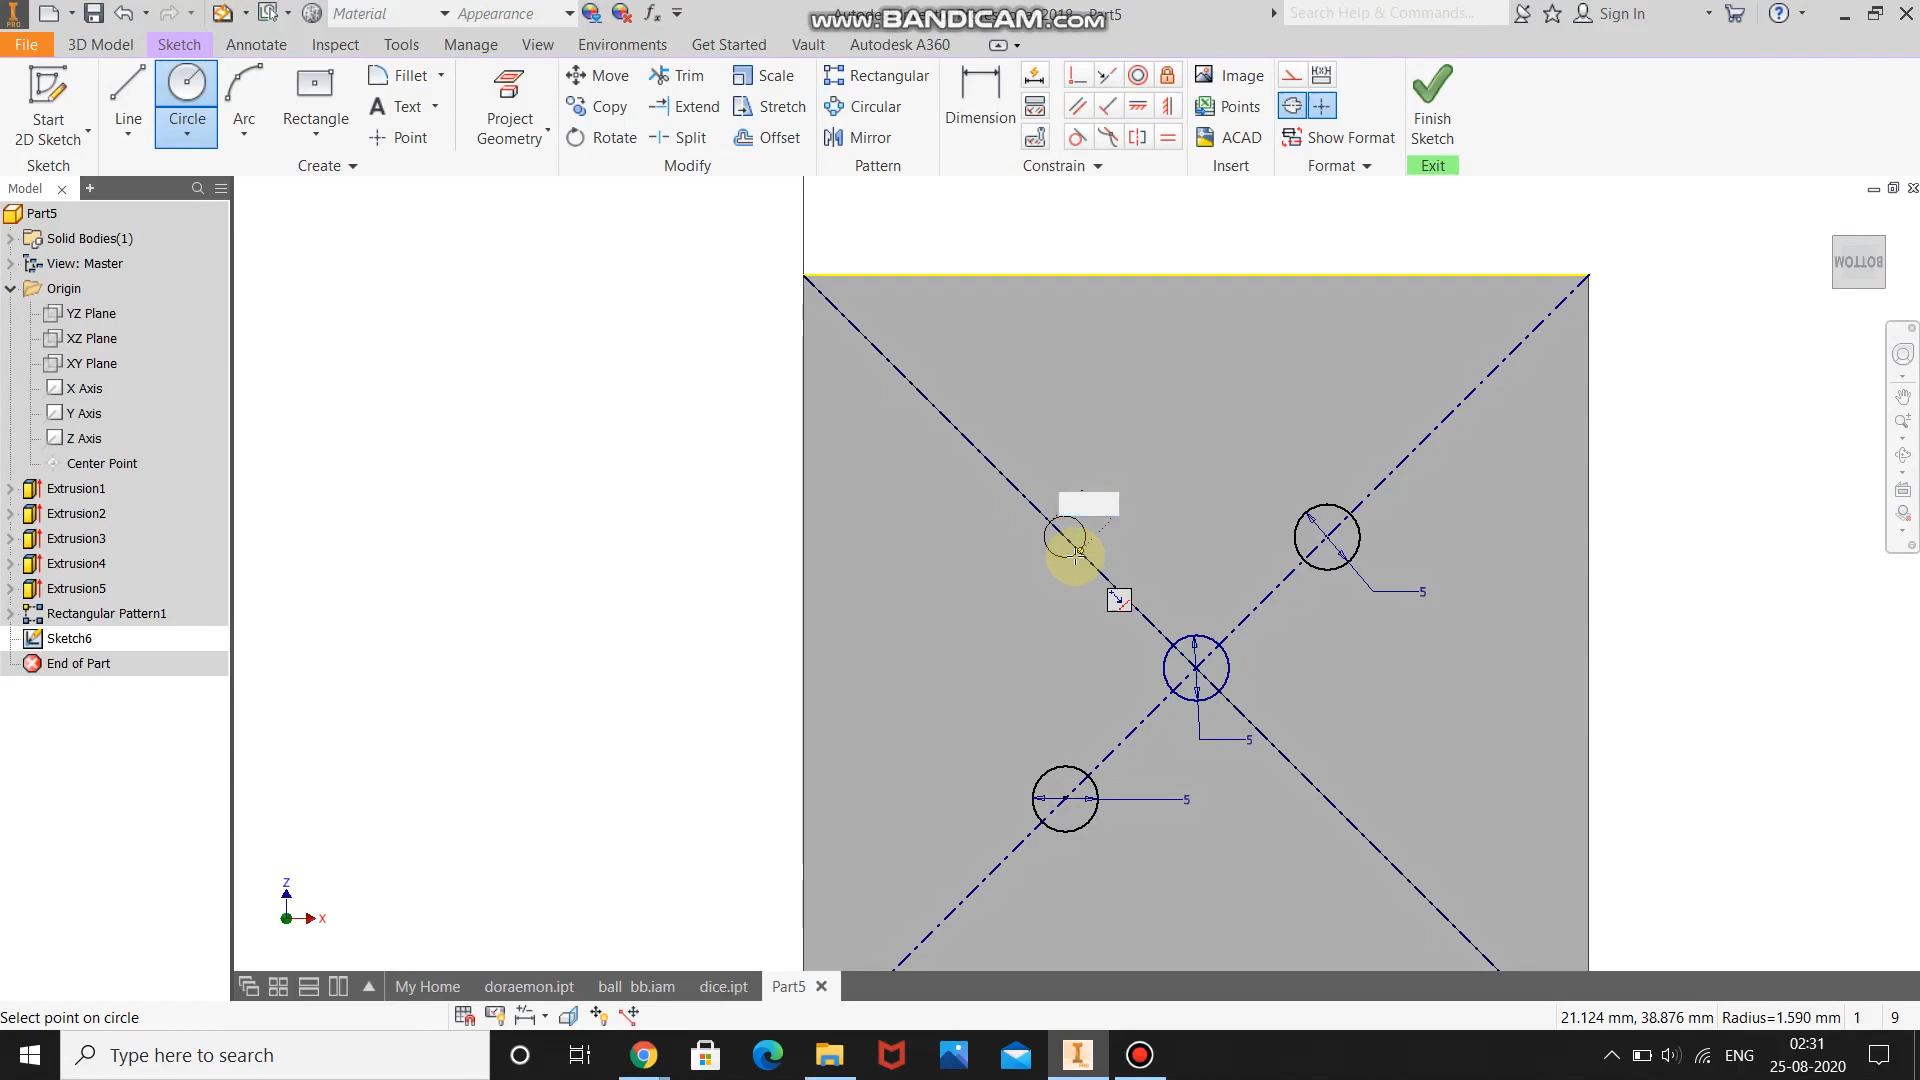 Material
Appearance
www.BANDICAM.com
Part5
Search Help & Commands...
Sign In
PRO
File
3D Model
Sketch
Annotate
Inspect
Tools
Manage
View
Environments
Get Started
Vault
Autodesk A360
Start
2D Sketch
Line
Circle
Arc
Rectangle
Fillet
Text
Point
Project
Geometry
Move
Copy
Rotate
Trim
Extend
Split
Scale
Stretch
Offset
Rectangular
Circular
Mirror
Dimension
Image
Points
ACAD
Show Format
Finish
Sketch
Sketch
Create
Modify
Pattern
Constrain
Insert
Format
Exit
Model
Part5
Solid Bodies(1)
View: Master
Origin
YZ Plane
XZ Plane
XY Plane
X Axis
Y Axis
Z Axis
Center Point
Extrusion1
Extrusion2
Extrusion3
Extrusion4
Extrusion5
Rectangular Pattern1
Sketch6
End of Part
BOTTOM
5
5
5
Z
X
My Home
doraemon.ipt
ball bb.iam
dice.ipt
Part5
Select point on circle
21.124 mm, 38.876 mm
Radius=1.590 mm
1
9
Type here to search
ENG
02:31
25-08-2020